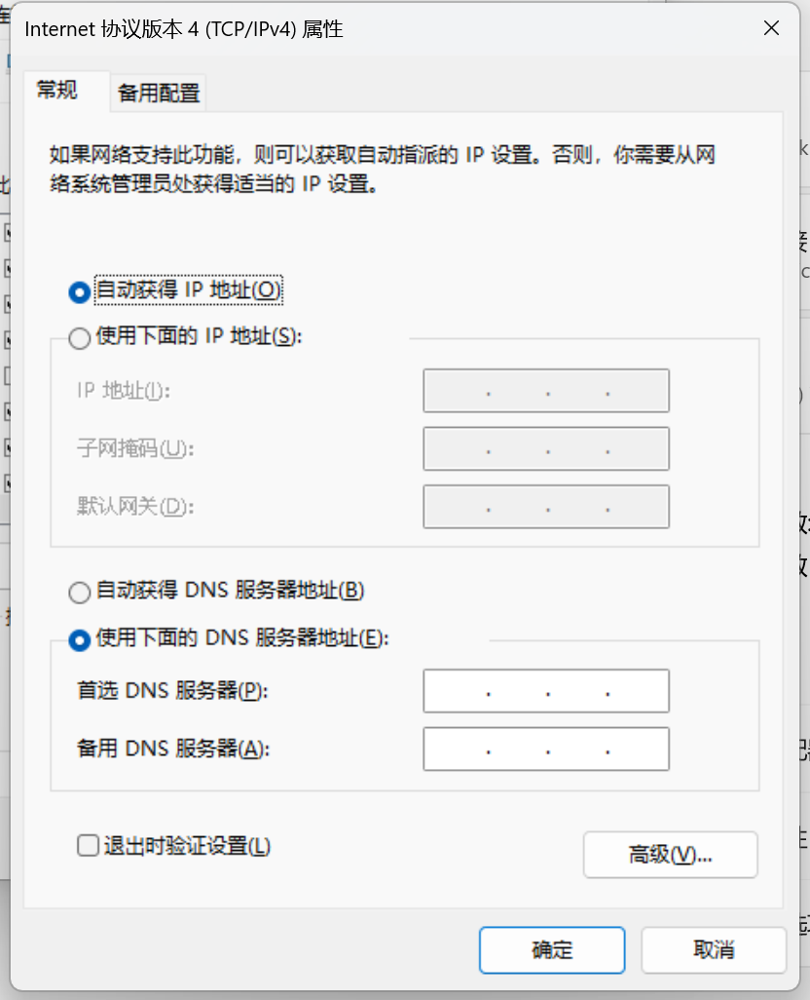 Internet 协议版本 4 (TCP/IPv4) 属性
常规
备用配置
如果网络支持此功能，则可以获取自动指派的 IP 设置。否则，你需要从网
络系统管理员处获得适当的 IP 设置。
自动获得 IP 地址(O)
使用下面的 IP 地址(S):
IP 地址(I):
子网掩码(U):
默认网关(D):
自动获得 DNS 服务器地址(B)
使用下面的 DNS 服务器地址(E):
首选 DNS 服务器(P):
备用 DNS 服务器(A):
退出时验证设置(L)
高级(V)...
确定
取消